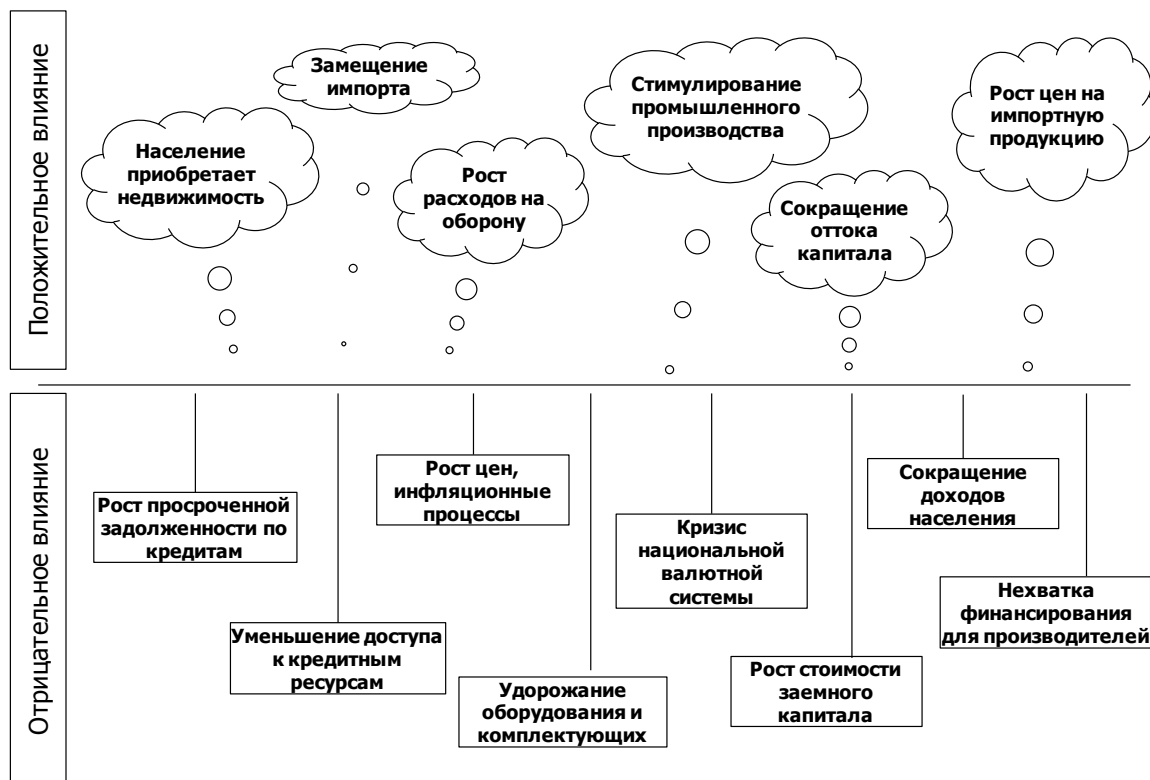 Положительное влияние
Замещение
импорта
Население
приобретает
недвижимость
Рост
расходов на
оборону
Стимулирование
промышленного
производства
Сокращение
оттока
капитала
Рост цен на
импортную
продукцию
Отрицательное влияние
Рост просроченной
задолженности по
кредитам
Уменьшение доступа
к кредитным
ресурсам
Рост цен,
инфляционные
процессы
Удорожание
оборудования и
комплектующих
Кризис
национальной
валютной
системы
Рост стоимости
заемного
капитала
Сокращение
доходов
населения
Нехватка
финансирования
для производителей